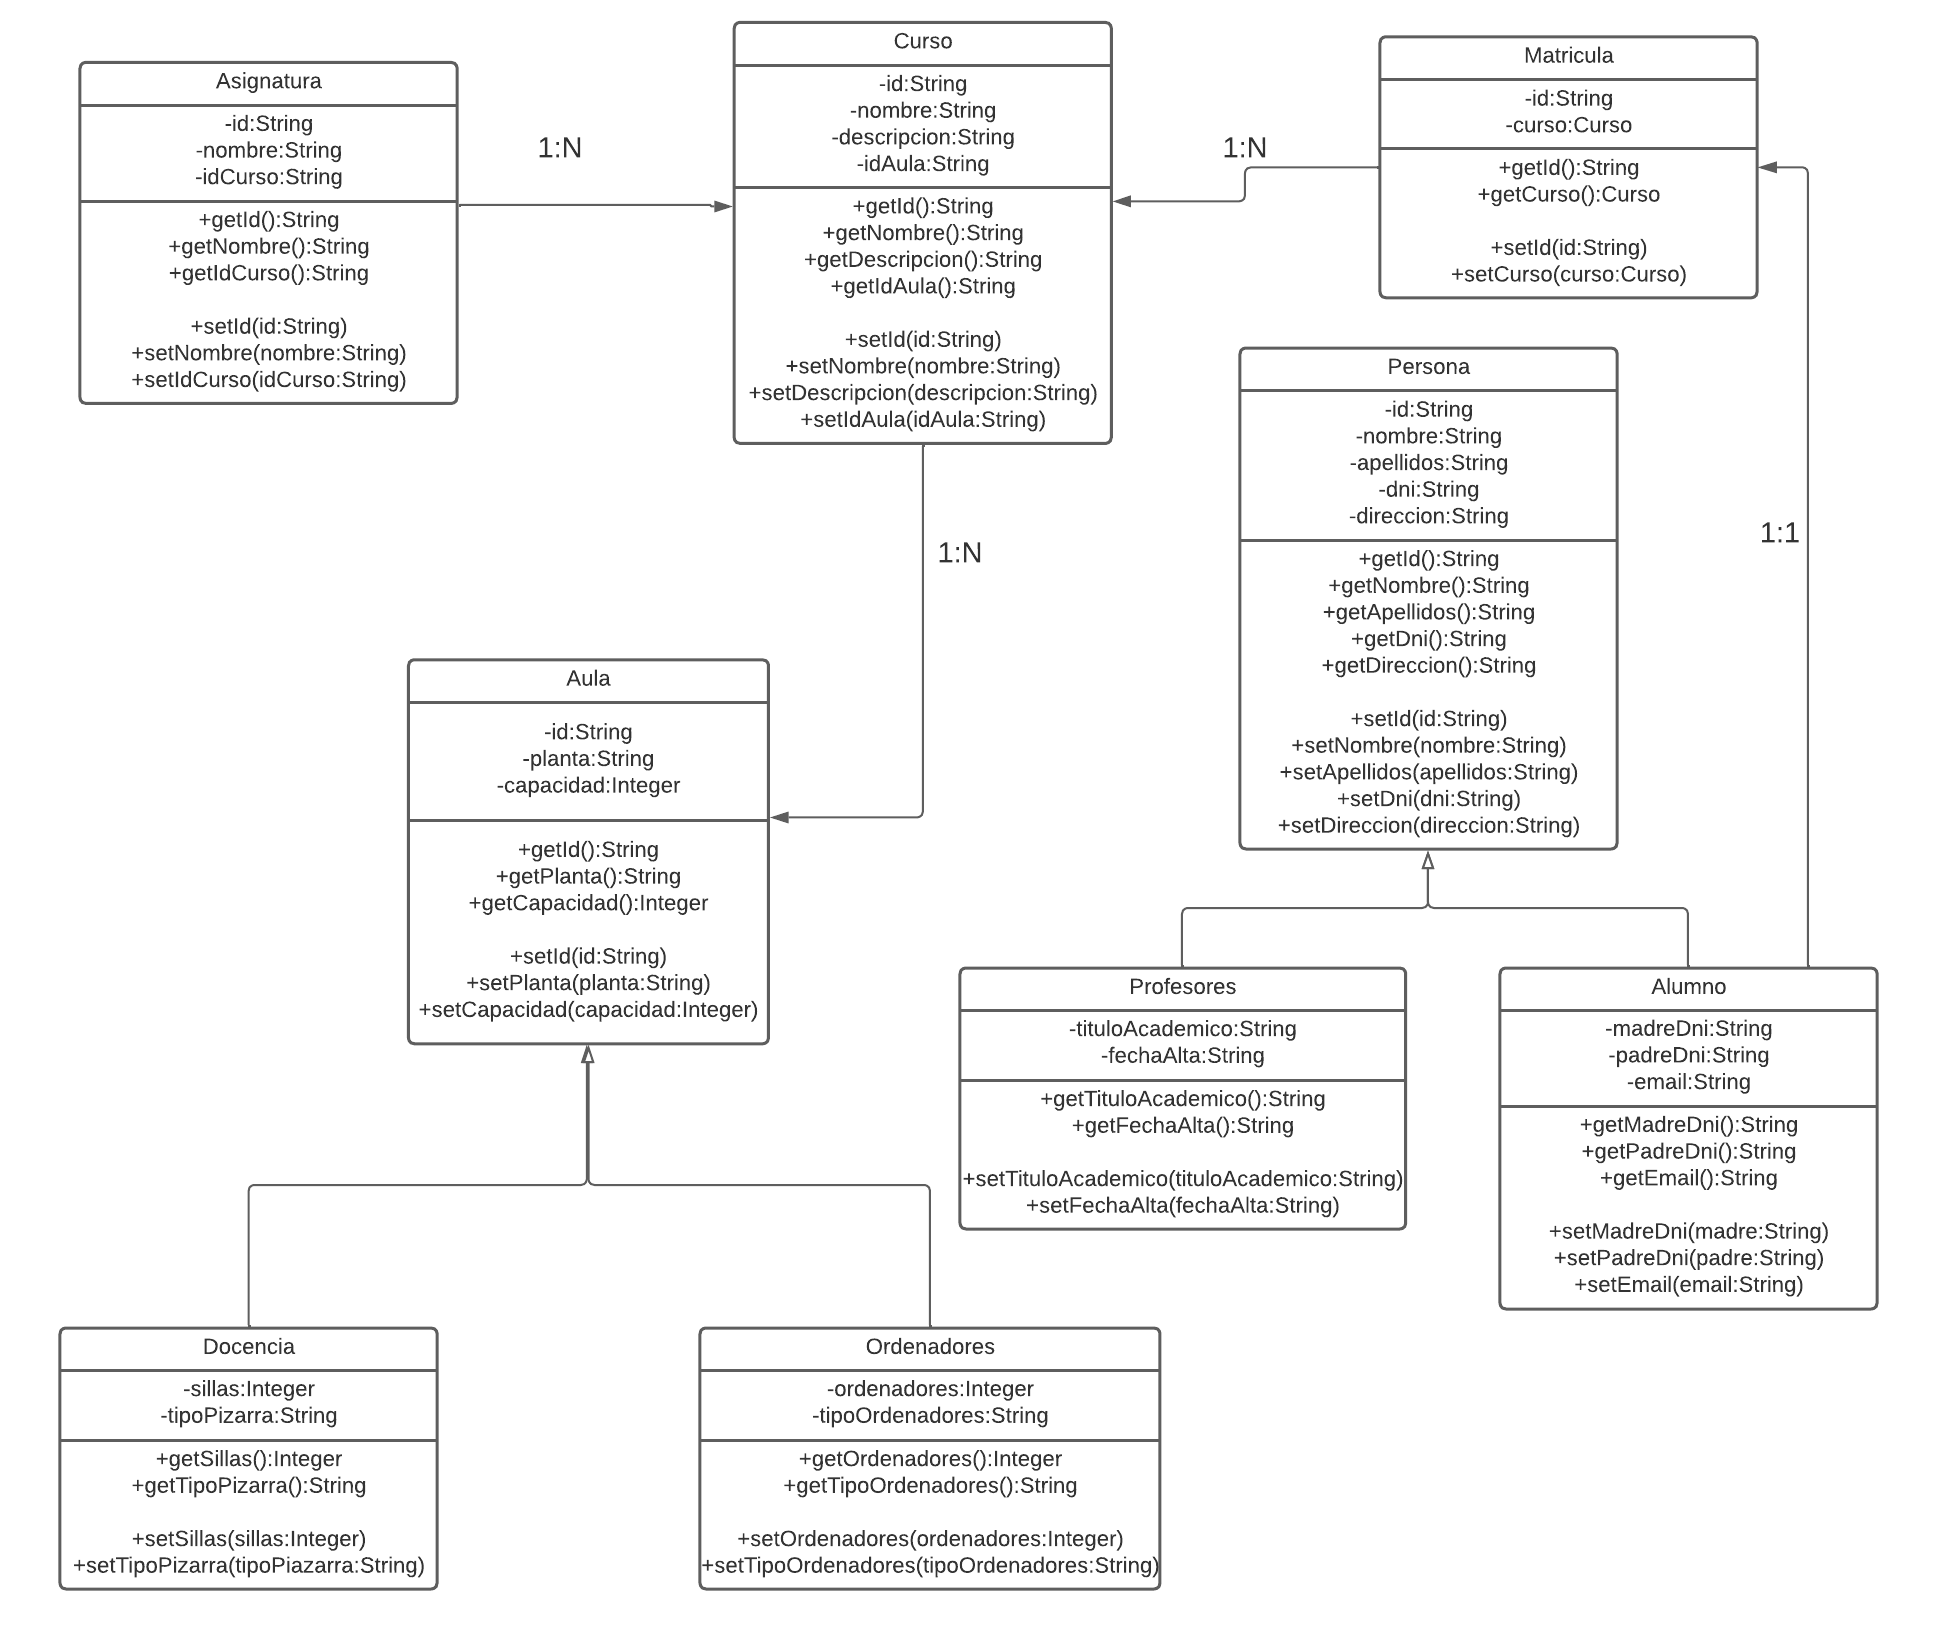 Asignatura
-id:String
-nombre:String
-idCurso:String
+getId():String
+getNombre():String
+getIdCurso():String
+setId(id:String)
+setNombre(nombre:String)
+setIdCurso(idCurso:String)
1:N
Curso
-id:String
-nombre:String
-descripcion:String
-idAula:String
+getId():String
+getNombre():String
+getDescripcion():String
+getIdAula():String
+setId(id:String)
+setNombre(nombre:String)
+setDescripcion(descripcion:String)
+setIdAula(idAula:String)
1:N
Matricula
-id:String
-curso:Curso
+getId():String
+getCurso():Curso
+setId(id:String)
+setCurso(curso:Curso)
Persona
-id:String
-nombre:String
-apellidos:String
-dni:String
-direccion:String
+getId():String
+getNombre():String
+getApellidos():String
+getDni():String
+getDireccion():String
+setId(id:String)
+setNombre(nombre:String)
+setApellidos(apellidos:String)
+setDni(dni:String)
+setDireccion(direccion:String)
1:1
1:N
Aula
-id:String
-planta:String
-capacidad:Integer
+getId():String
+getPlanta():String
+getCapacidad():Integer
+setId(id:String)
+setPlanta(planta:String)
+setCapacidad(capacidad:Integer)
Profesores
-tituloAcademico:String
-fechaAlta:String
+getTituloAcademico():String
+getFechaAlta():String
+setTituloAcademico(tituloAcademico:String)
+setFechaAlta(fechaAlta:String)
Alumno
-madreDni:String
-padreDni:String
-email:String
+getMadreDni():String
+getPadreDni():String
+getEmail():String
+setMadreDni(madre:String)
+setPadreDni(padre:String)
+setEmail(email:String)
Docencia
-sillas:Integer
-tipoPizarra:String
+getSillas():Integer
+getTipoPizarra():String
+setSillas(sillas:Integer)
+setTipoPizarra(tipoPiazarra:String)
Ordenadores
-ordenadores:Integer
-tipoOrdenadores:String
+getOrdenadores():Integer
+getTipoOrdenadores():String
+setOrdenadores(ordenadores:Integer)
+setTipoOrdenadores(tipoOrdenadores:String)